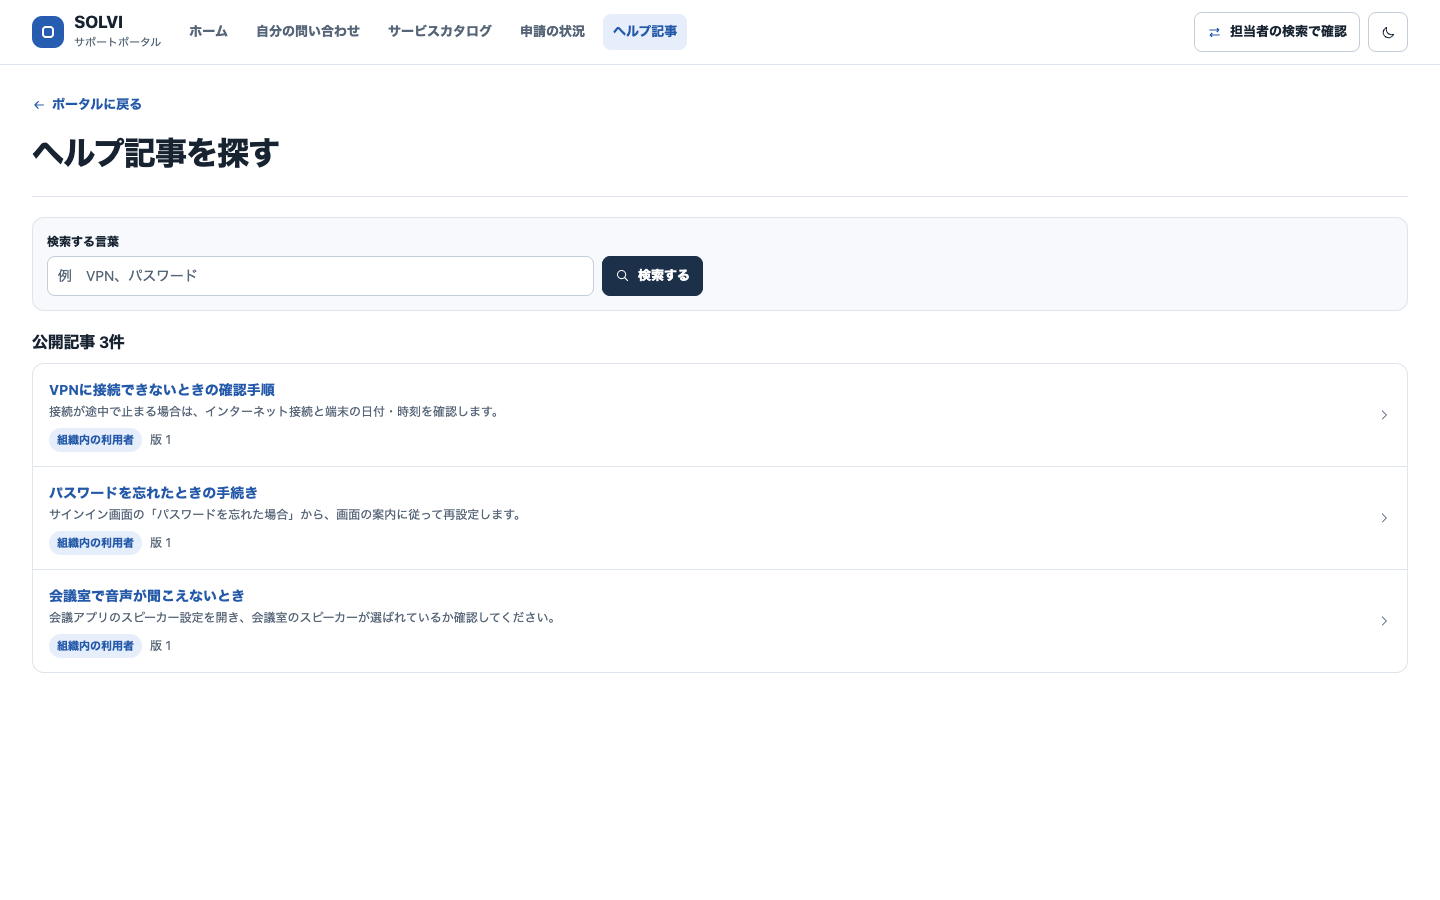 SOLVI
サポートポータル
ホーム
自分の問い合わせ
サービスカタログ
申請の状況
ヘルプ記事
担当者の検索で確認
ポータルに戻る
ヘルプ記事を探す
検索する言葉
例　VPN、パスワード
検索する
公開記事 3件
VPNに接続できないときの確認手順
接続が途中で止まる場合は、インターネット接続と端末の日付・時刻を確認します。
組織内の利用者 版 1
パスワードを忘れたときの手続き
サインイン画面の「パスワードを忘れた場合」から、画面の案内に従って再設定します。
組織内の利用者 版 1
会議室で音声が聞こえないとき
会議アプリのスピーカー設定を開き、会議室のスピーカーが選ばれているか確認してください。
組織内の利用者 版 1